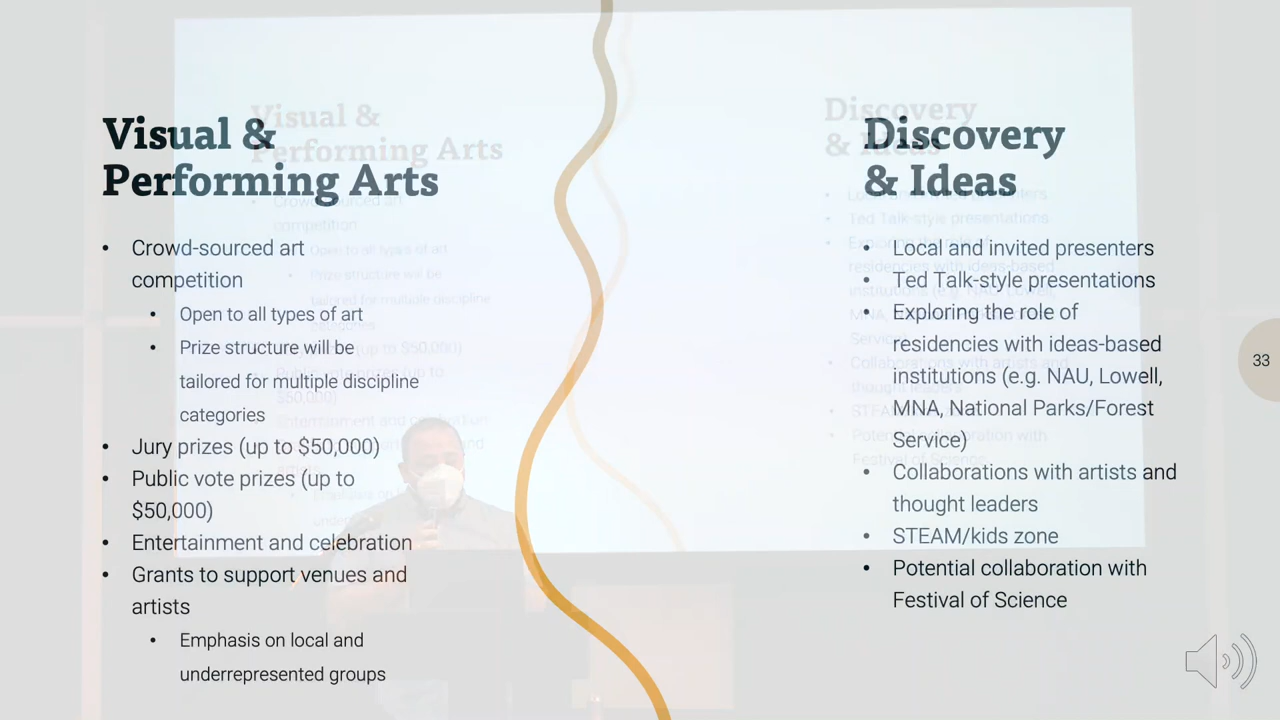 Visual &
Performing Arts
• Crowd-sourced art
competition
• Open to all types of art
• Prize structure will be
tailored for multiple discipline
categories
• Jury prizes (up to $50,000)
• Public vote prizes (up to
$50,000)
• Entertainment and celebration
• Grants to support venues and
artists
• Emphasis on local and
underrepresented groups
Discovery
& Ideas
• Local and invited presenters
• Ted Talk-style presentations
• Exploring the role of
residencies with ideas-based
institutions (e.g. NAU, Lowell,
MNA, National Parks/Forest
Service)
• Collaborations with artists and
thought leaders
• STEAM/kids zone
• Potential collaboration with
Festival of Science
33